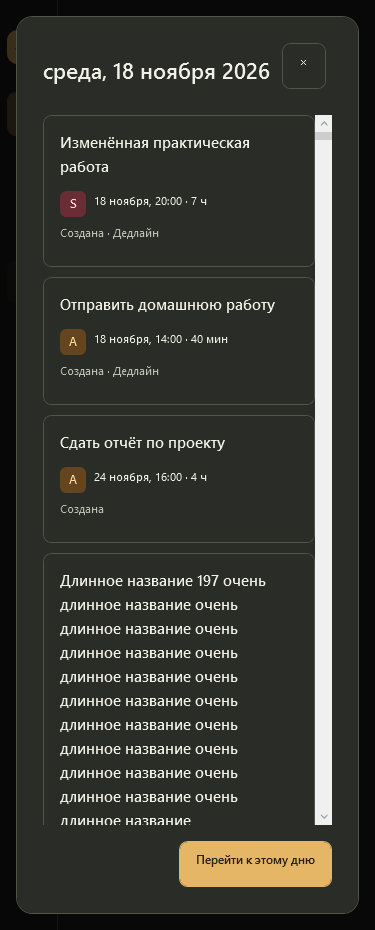 среда, 18 ноября 2026
×
Изменённая практическая
работа
S
18 ноября, 20:00 · 7 ч
Создана · Дедлайн
Отправить домашнюю работу
A
18 ноября, 14:00 · 40 мин
Создана · Дедлайн
Сдать отчёт по проекту
A
24 ноября, 16:00 · 4 ч
Создана
Длинное название 197 очень
длинное название очень
длинное название очень
длинное название очень
длинное название очень
длинное название очень
длинное название очень
длинное название очень
длинное название очень
длинное название очень
длинное название
Перейти к этому дню